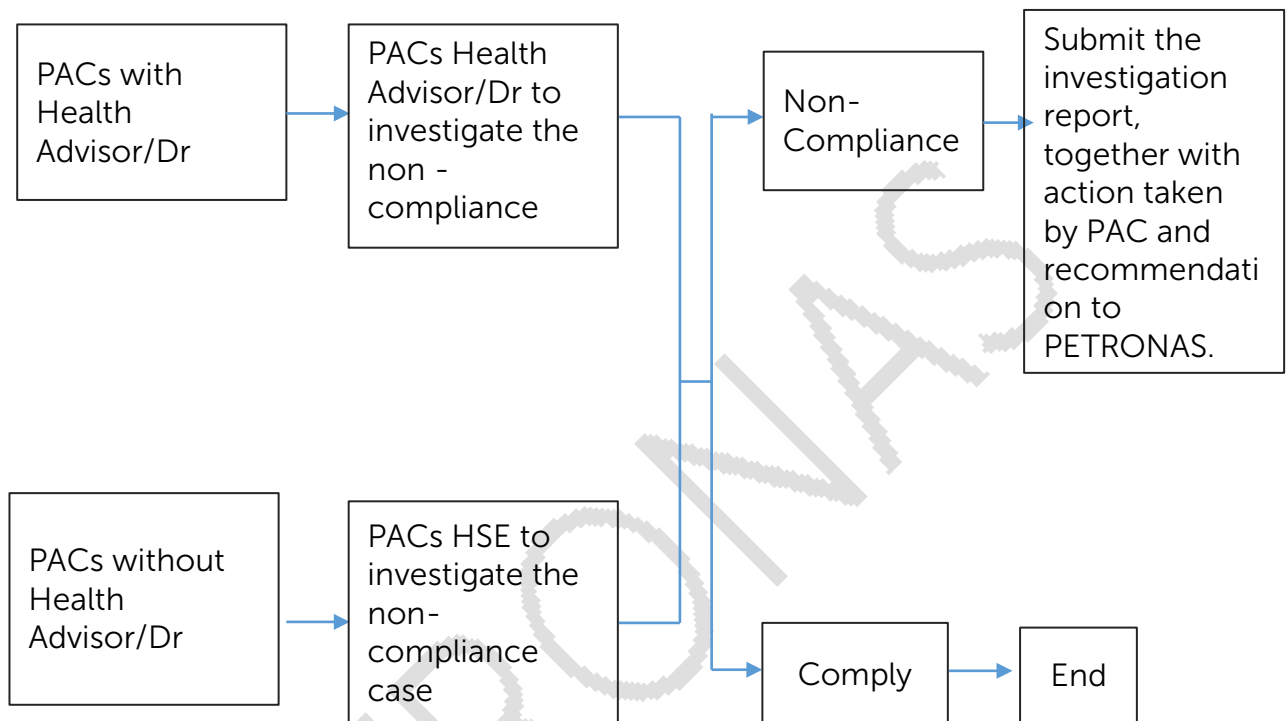 PACs with
Health
Advisor/Dr
PACs Health
Advisor/Dr to
investigate the
non -
compliance
Non-
Compliance
Submit the
investigation
report,
together with
action taken
by PAC and
recommendati
on to
PETRONAS.
PACs without
Health
Advisor/Dr
PACs HSE to
investigate the
non-
compliance
case
Comply
End
RONAS